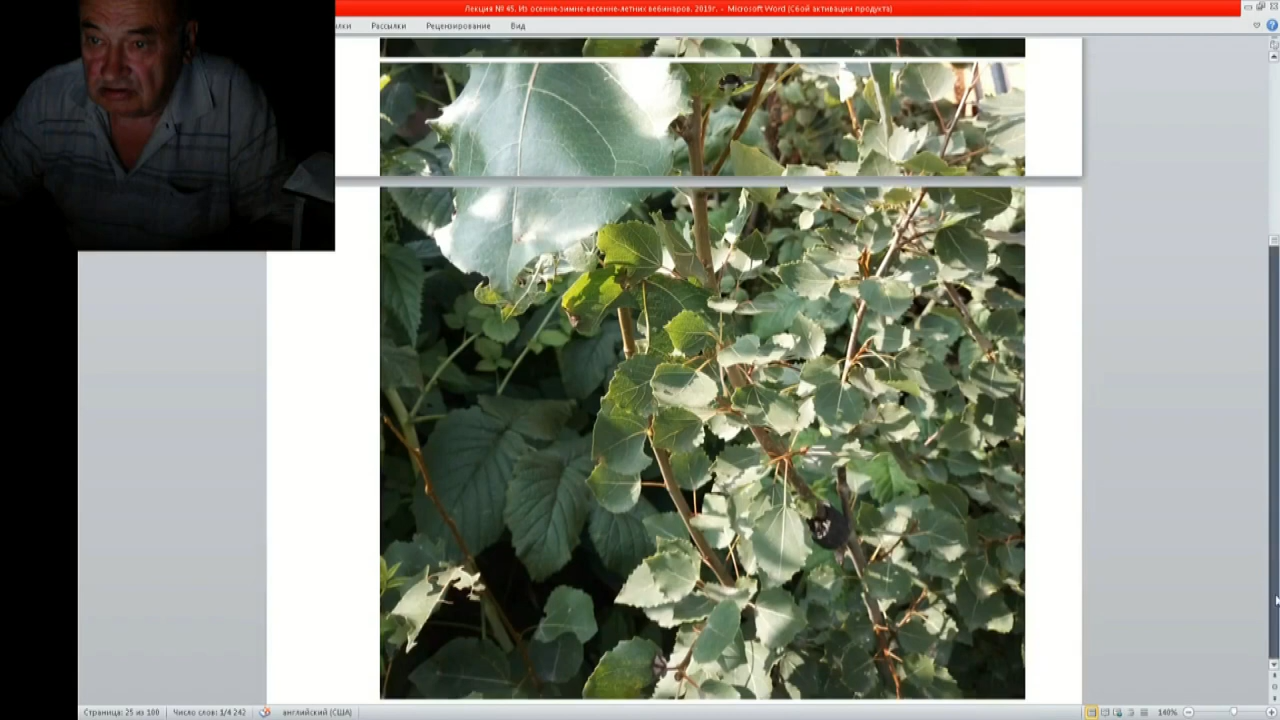 Лекция № 45. Из осенне-зимне-весенне-летних вебинаров. 2019г. - Microsoft Word (Сбой активации продукта)
лки Рассылки Рецензирование Вид
Страница: 25 из 100 Число слов: 1/4 242 английский (США) 140%